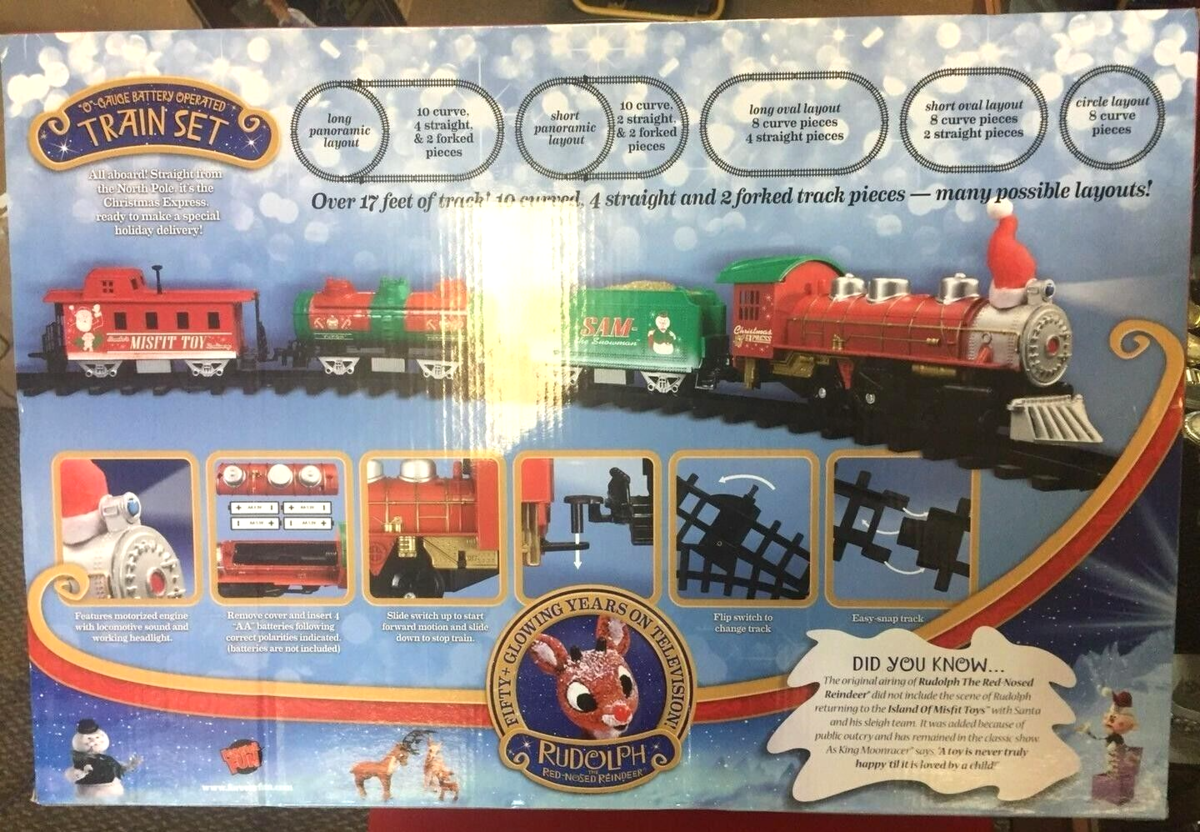 "O"-GAUGE BATTERY OPERATED
TRAIN SET
All aboard! Straight from
the North Pole, it's the
Christmas Express,
ready to make a special
holiday delivery!
long
panoramic
layout
10 curve,
4 straight,
& 2 forked
pieces
short
panoramic
layout
10 curve,
2 straight,
& 2 forked
pieces
long oval layout
8 curve pieces
4 straight pieces
short oval layout
8 curve pieces
2 straight pieces
circle layout
8 curve
pieces
Over 17 feet of track! 10 curved, 4 straight and 2 forked track pieces — many possible layouts!
MISFIT TOY
SAM
the Snowman
Christmas
EXPRESS
Features motorized engine
with locomotive sound and
working headlight.
Remove cover and insert 4
"AA" batteries following
correct polarities indicated.
(batteries are not included)
Slide switch up to start
forward motion and slide
down to stop train.
Flip switch to
change track
Easy-snap track
FIFTY+ GLOWING YEARS ON TELEVISION!
RUDOLPH
THE
RED-NOSED REINDEER
DID YOU KNOW...
The original airing of Rudolph The Red-Nosed
Reindeer® did not include the scene of Rudolph
returning to the Island Of Misfit Toys™ with Santa
and his sleigh team. It was added because of
public outcry and has remained in the classic show.
As King Moonracer™ says, "A toy is never truly
happy til it is loved by a child."
FUN